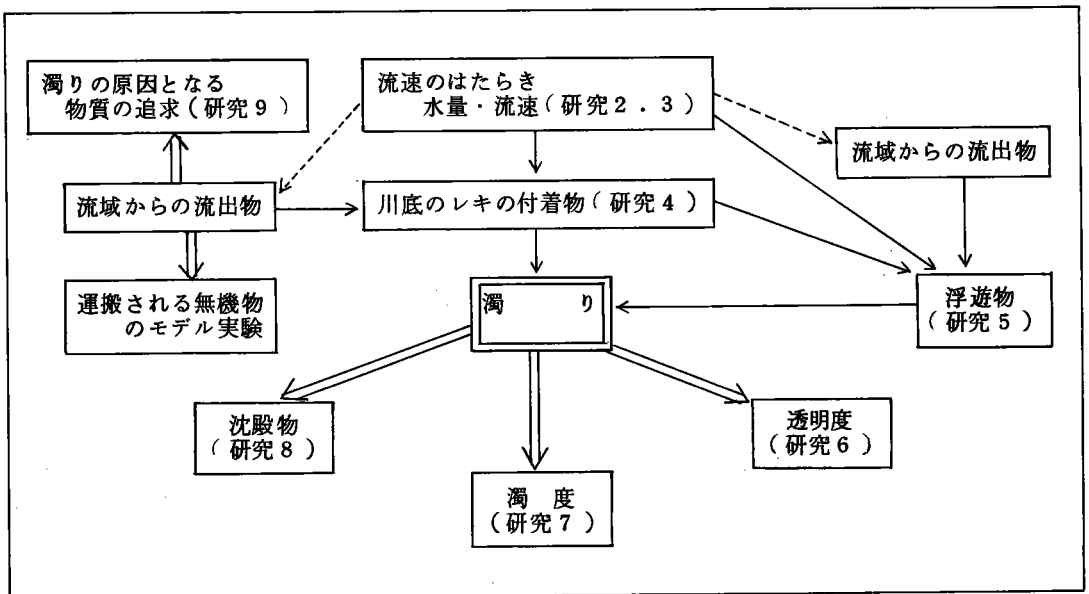 濁りの原因となる
物質の追求(研究9)
流速のはたらき
水量・流速(研究2.3)
流域からの流出物
流域からの流出物
川底のレキの付着物(研究4)
運搬される無機物
のモデル実験
濁り
浮遊物
(研究5)
沈殿物
(研究8)
透明度
(研究6)
濁度
(研究7)